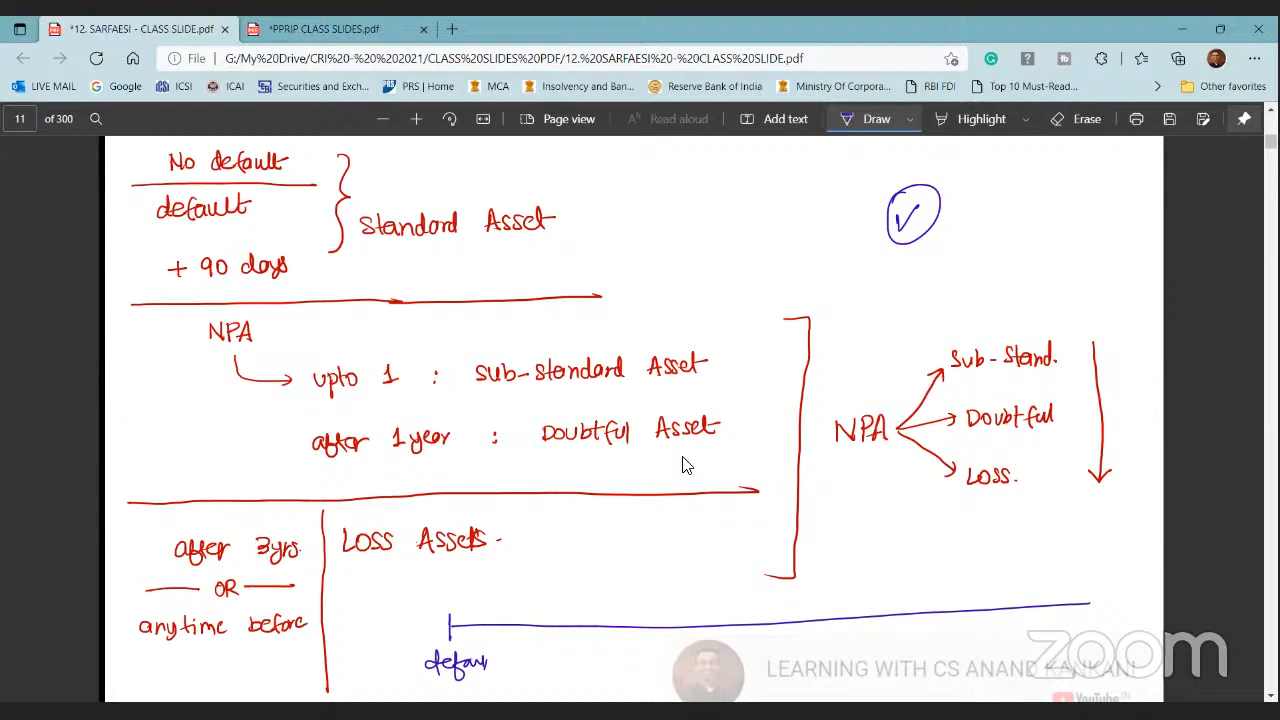 *12. SARFAESI - CLASS SLIDE.pdf
*PPRIP CLASS SLIDES.pdf
File
G:/My%20Drive/CRI%20-%20%202021/CLASS%20SLIDES%20PDF/12.%20SARFAESI%20-%20CLASS%20SLIDE.pdf
LIVE MAIL
Google
ICSI
ICAI
Securities and Exch...
PRS | Home
MCA
Insolvency and Ban...
Reserve Bank of India
Ministry Of Corpora...
RBI FDI
Top 10 Must-Read...
Other favorites
11 of 300
Page view
Read aloud
Add text
Draw
Highlight
Erase
No default
default
+ 90 days
Standard Asset
NPA
upto 1 : Sub-standard Asset
after 1 year : Doubtful Asset
NPA
Sub-Stand.
Doubtful
Loss.
after 3yrs.
OR
anytime before
LOSS Assets.
defau
zoom
LEARNING WITH CS ANAND KANKANI
YouTube.IN